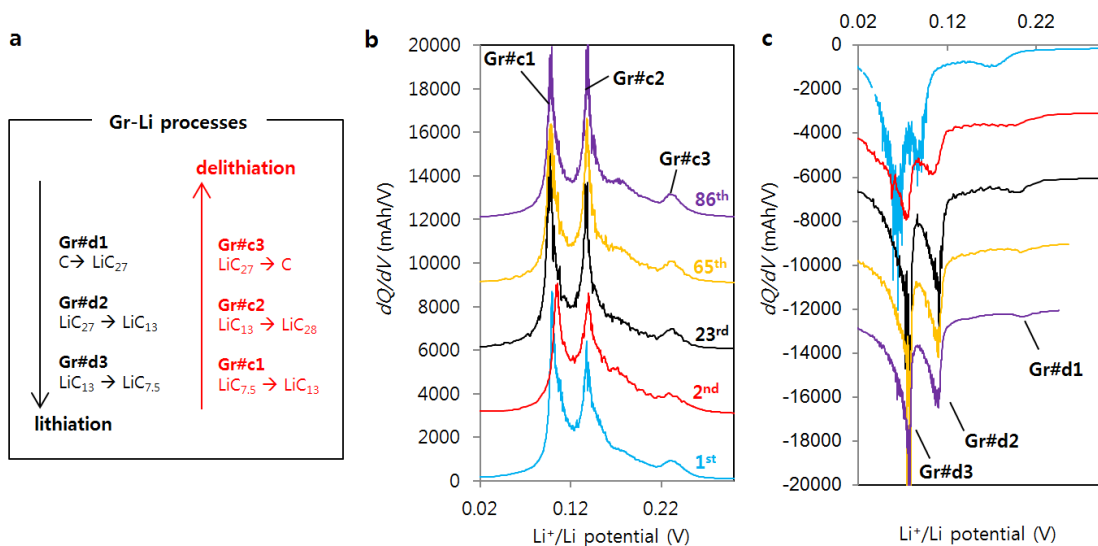 a
Gr-Li processes
delithiation
Gr#d1
C→ LiC₂₇
Gr#c3
LiC₂₇ → C
Gr#d2
LiC₂₇ → LiC₁₃
Gr#c2
LiC₁₃ → LiC₂₈
Gr#d3
LiC₁₃ → LiC₇.₅
Gr#c1
LiC₇.₅ → LiC₁₃
lithiation
b
20000
18000
16000
14000
12000
10000
8000
6000
4000
2000
0
dQ/dV (mAh/V)
Gr#c1
Gr#c2
Gr#c3
86ᵗʰ
65ᵗʰ
23ʳᵈ
2ⁿᵈ
1ˢᵗ
0.02 0.12 0.22
Li⁺/Li potential (V)
c
0.02 0.12 0.22
0
-2000
-4000
-6000
-8000
-10000
-12000
-14000
-16000
-18000
-20000
dQ/dV (mAh/V)
Gr#d1
Gr#d2
Gr#d3
Li⁺/Li potential (V)